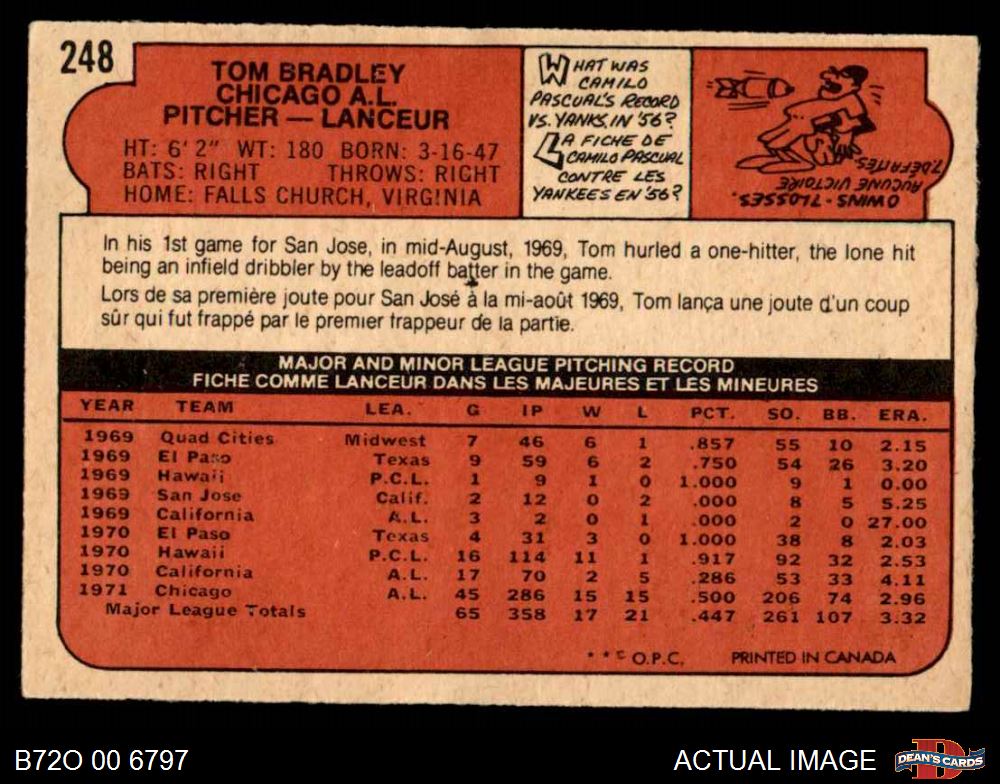 248
TOM BRADLEY
CHICAGO A.L.
PITCHER — LANCEUR
HT: 6' 2" WT: 180 BORN: 3-16-47
BATS: RIGHT THROWS: RIGHT
HOME: FALLS CHURCH, VIRGINIA
WHAT WAS
CAMILO
PASCUAL'S RECORD
VS. YANKS, IN '56?
LA FICHE DE
CAMILO PASCUAL
CONTRE LES
YANKEES EN '56?
0 WINS - 7 LOSSES.
AUCUNE VICTOIRE
7 DEFAITES
In his 1st game for San Jose, in mid-August, 1969, Tom hurled a one-hitter, the lone hit
being an infield dribbler by the leadoff batter in the game.
Lors de sa première joute pour San José à la mi-août 1969, Tom lança une joute d'un coup
sûr qui fut frappé par le premier frappeur de la partie.
MAJOR AND MINOR LEAGUE PITCHING RECORD
FICHE COMME LANCEUR DANS LES MAJEURES ET LES MINEURES
YEAR TEAM LEA. G IP W L PCT. SO. BB. ERA.
1969 Quad Cities Midwest 7 46 6 1 .857 55 10 2.15
1969 El Paso Texas 9 59 6 2 .750 54 26 3.20
1969 Hawaii P.C.L. 1 9 1 0 1.000 9 1 0.00
1969 San Jose Calif. 2 12 0 2 .000 8 5 5.25
1969 California A.L. 3 2 0 1 .000 2 0 27.00
1970 El Paso Texas 4 31 3 0 1.000 38 8 2.03
1970 Hawaii P.C.L. 16 114 11 1 .917 92 32 2.53
1970 California A.L. 17 70 2 5 .286 53 33 4.11
1971 Chicago A.L. 45 286 15 15 .500 206 74 2.96
Major League Totals 65 358 17 21 .447 261 107 3.32
* * © O.P.C. PRINTED IN CANADA
B72O 00 6797
ACTUAL IMAGE
DEAN'S CARDS